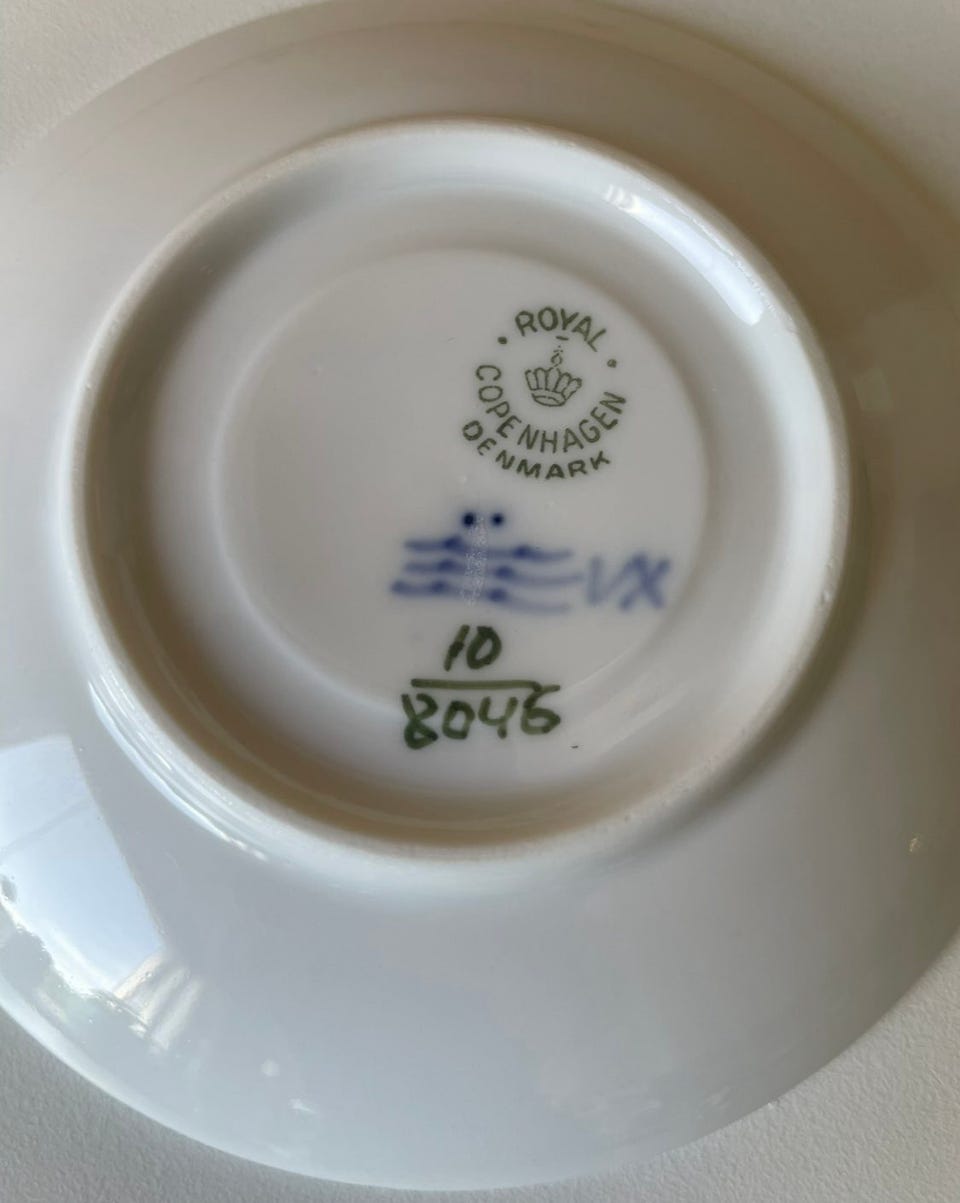 ROYAL
COPENHAGEN
DENMARK
VX
10
8046